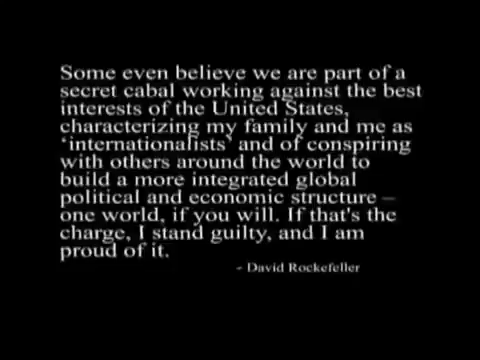 Some even believe we are part of a
secret cabal working against the best
interests of the United States,
characterizing my family and me as
‘internationalists’ and of conspiring
with others around the world to
build a more integrated global
political and economic structure –
one world, if you will. If that's the
charge, I stand guilty, and I am
proud of it.
- David Rockefeller